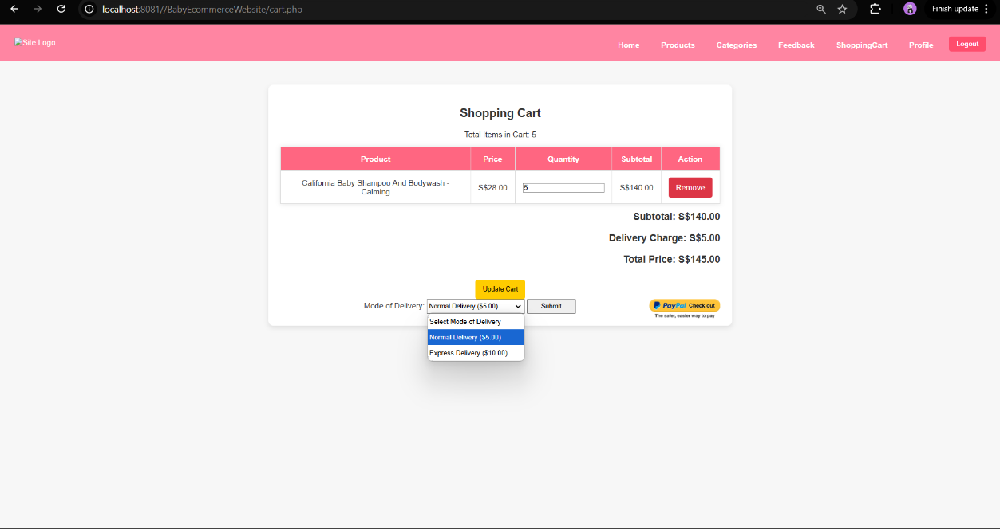 localhost:8081//BabyEcommerceWebsite/cart.php
Finish update
Site Logo
Home Products Categories Feedback ShoppingCart Profile Logout
Shopping Cart
Total Items in Cart: 5
Product Price Quantity Subtotal Action
California Baby Shampoo And Bodywash -
Calming
S$28.00 5 S$140.00 Remove
Subtotal: S$140.00
Delivery Charge: S$5.00
Total Price: S$145.00
Update Cart
Mode of Delivery: Normal Delivery ($5.00) Submit
PayPal Check out
The safer, easier way to pay
Select Mode of Delivery
Normal Delivery ($5.00)
Express Delivery ($10.00)